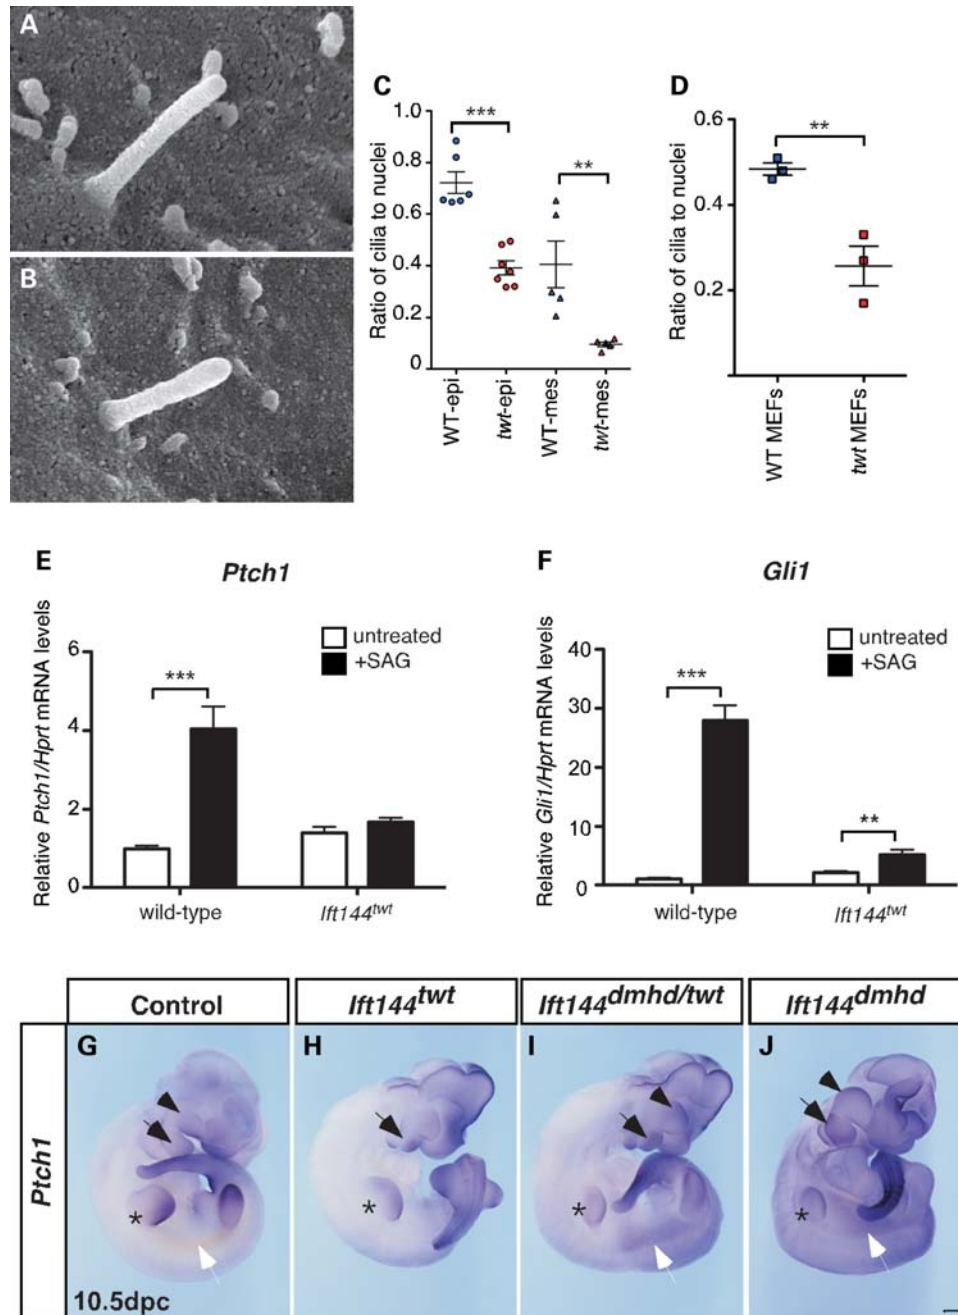 A
B
C
Ratio of cilia to nuclei
1.0
0.8
0.6
0.4
0.2
0
***
**
WT-epi
twt-epi
WT-mes
twt-mes
D
Ratio of cilia to nuclei
0.6
0.4
0.2
**
WT MEFs
twt MEFs
E
Ptch1
Relative Ptch1/Hprt mRNA levels
6
4
2
0
untreated
+SAG
***
wild-type
Ift144twt
F
Gli1
Relative Gli1/Hprt mRNA levels
40
30
20
10
0
untreated
+SAG
***
**
wild-type
Ift144twt
Control
Ift144twt
Ift144dmhd/twt
Ift144dmhd
Ptch1
G
*
10.5dpc
H
*
I
*
J
*